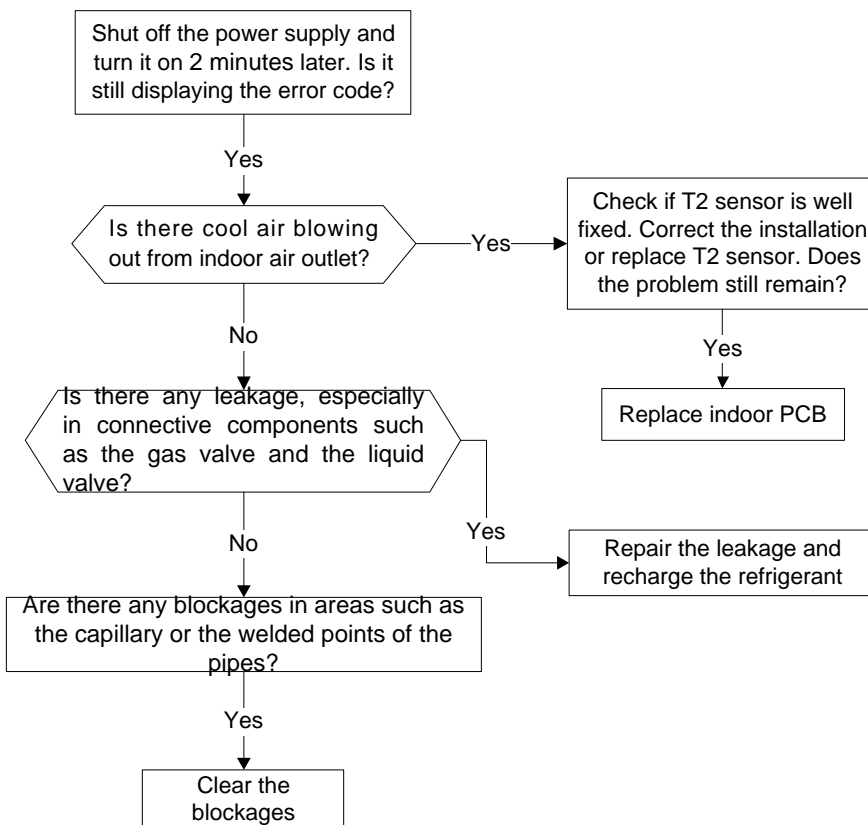 Shut off the power supply and
turn it on 2 minutes later. Is it
still displaying the error code?
Yes
Is there cool air blowing
out from indoor air outlet?
Yes
Check if T2 sensor is well
fixed. Correct the installation
or replace T2 sensor. Does
the problem still remain?
Yes
Replace indoor PCB
No
Is there any leakage, especially
in connective components such
as the gas valve and the liquid
valve?
Yes
Repair the leakage and
recharge the refrigerant
No
Are there any blockages in areas such as
the capillary or the welded points of the
pipes?
Yes
Clear the
blockages